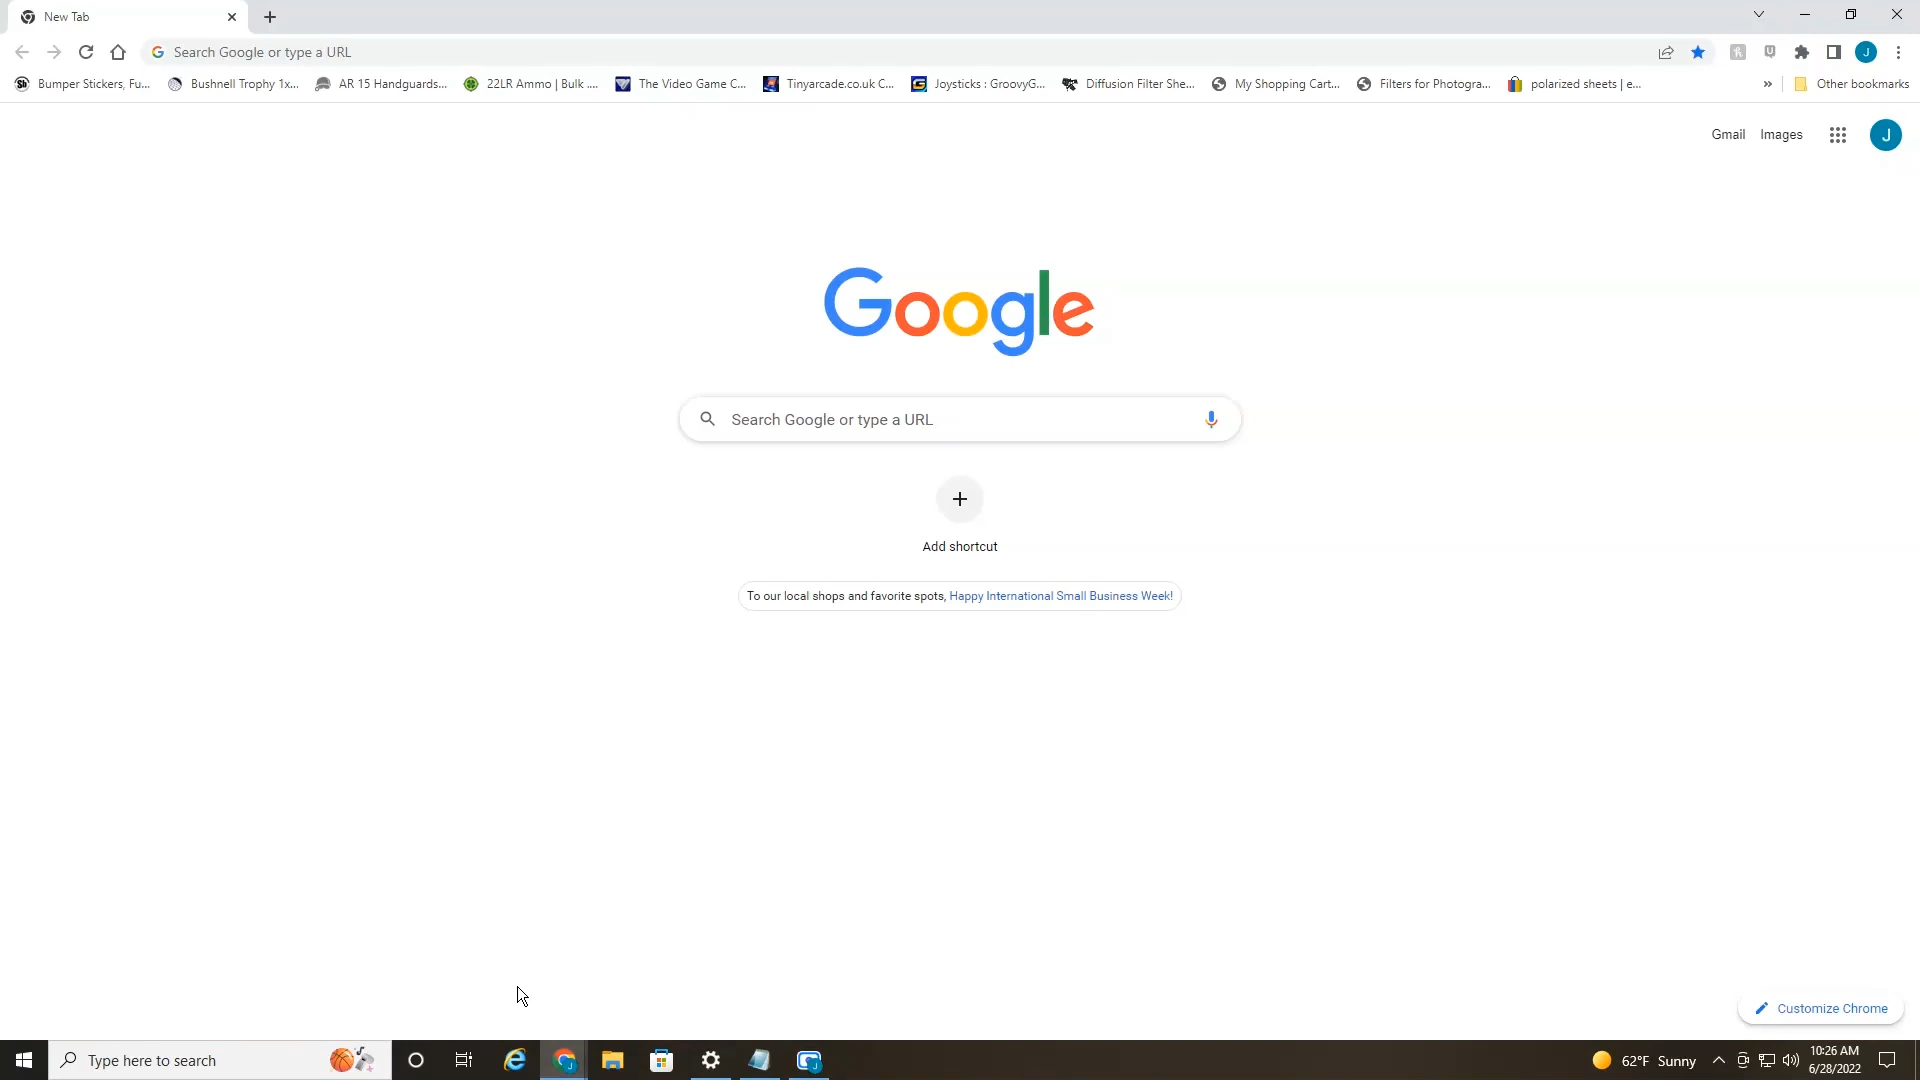 New Tab
Search Google or type a URL
J
Bumper Stickers, Fu...
Bushnell Trophy 1x...
AR 15 Handguards...
22LR Ammo | Bulk ....
The Video Game C...
Tinyarcade.co.uk C...
Joysticks : GroovyG...
Diffusion Filter She...
My Shopping Cart...
Filters for Photogra...
polarized sheets | e...
»
Other bookmarks
Gmail
Images
J
Google
Search Google or type a URL
Add shortcut
To our local shops and favorite spots, Happy International Small Business Week!
Customize Chrome
Type here to search
62°F Sunny
10:26 AM
6/28/2022